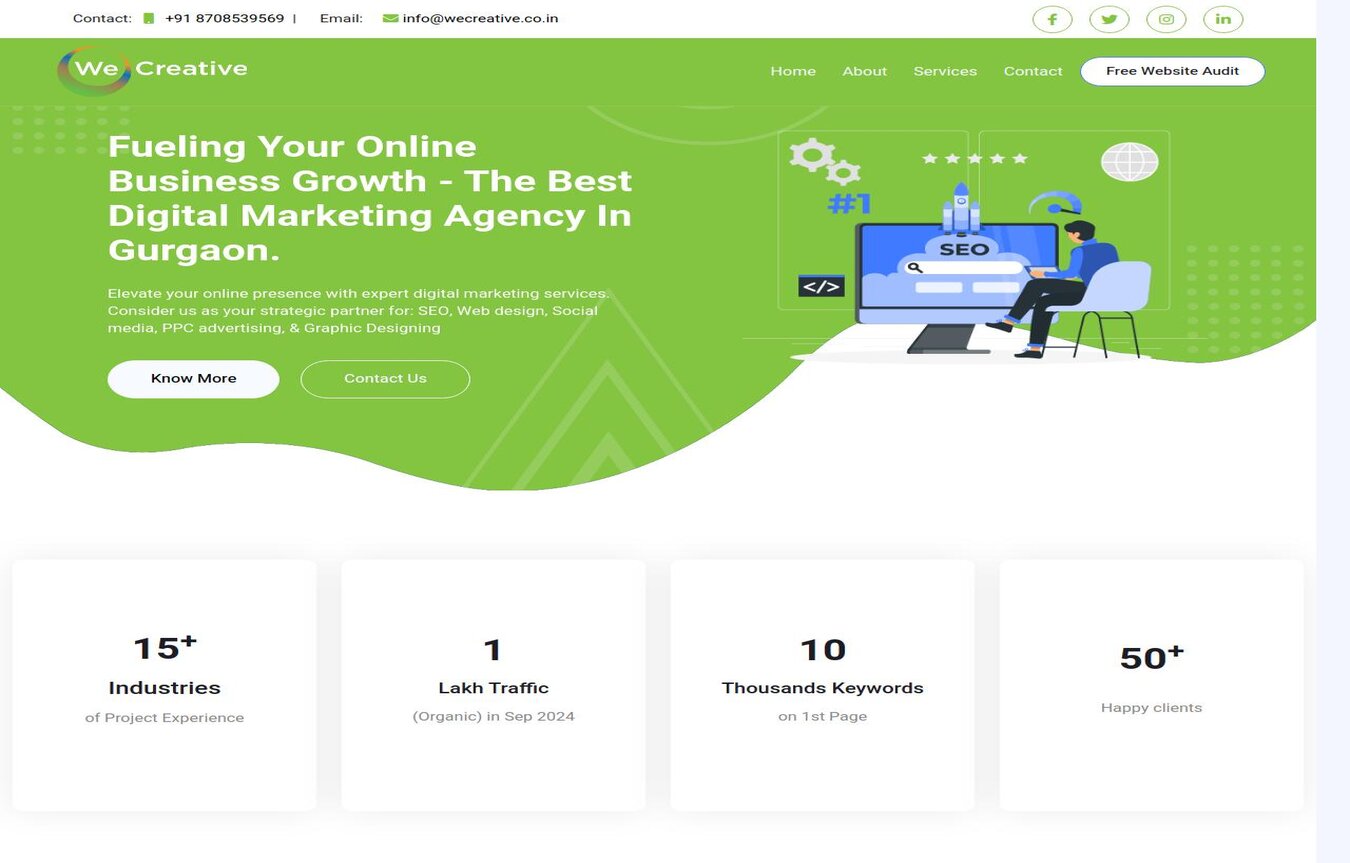 Contact: +91 8708539569 | Email: info@wecreative.co.in
We Creative
Home About Services Contact Free Website Audit
Fueling Your Online
Business Growth - The Best
Digital Marketing Agency In
Gurgaon.
Elevate your online presence with expert digital marketing services.
Consider us as your strategic partner for: SEO, Web design, Social
media, PPC advertising, & Graphic Designing
Know More Contact Us
#1
SEO
</>
15+
Industries
of Project Experience
1
Lakh Traffic
(Organic) in Sep 2024
10
Thousands Keywords
on 1st Page
50+
Happy clients